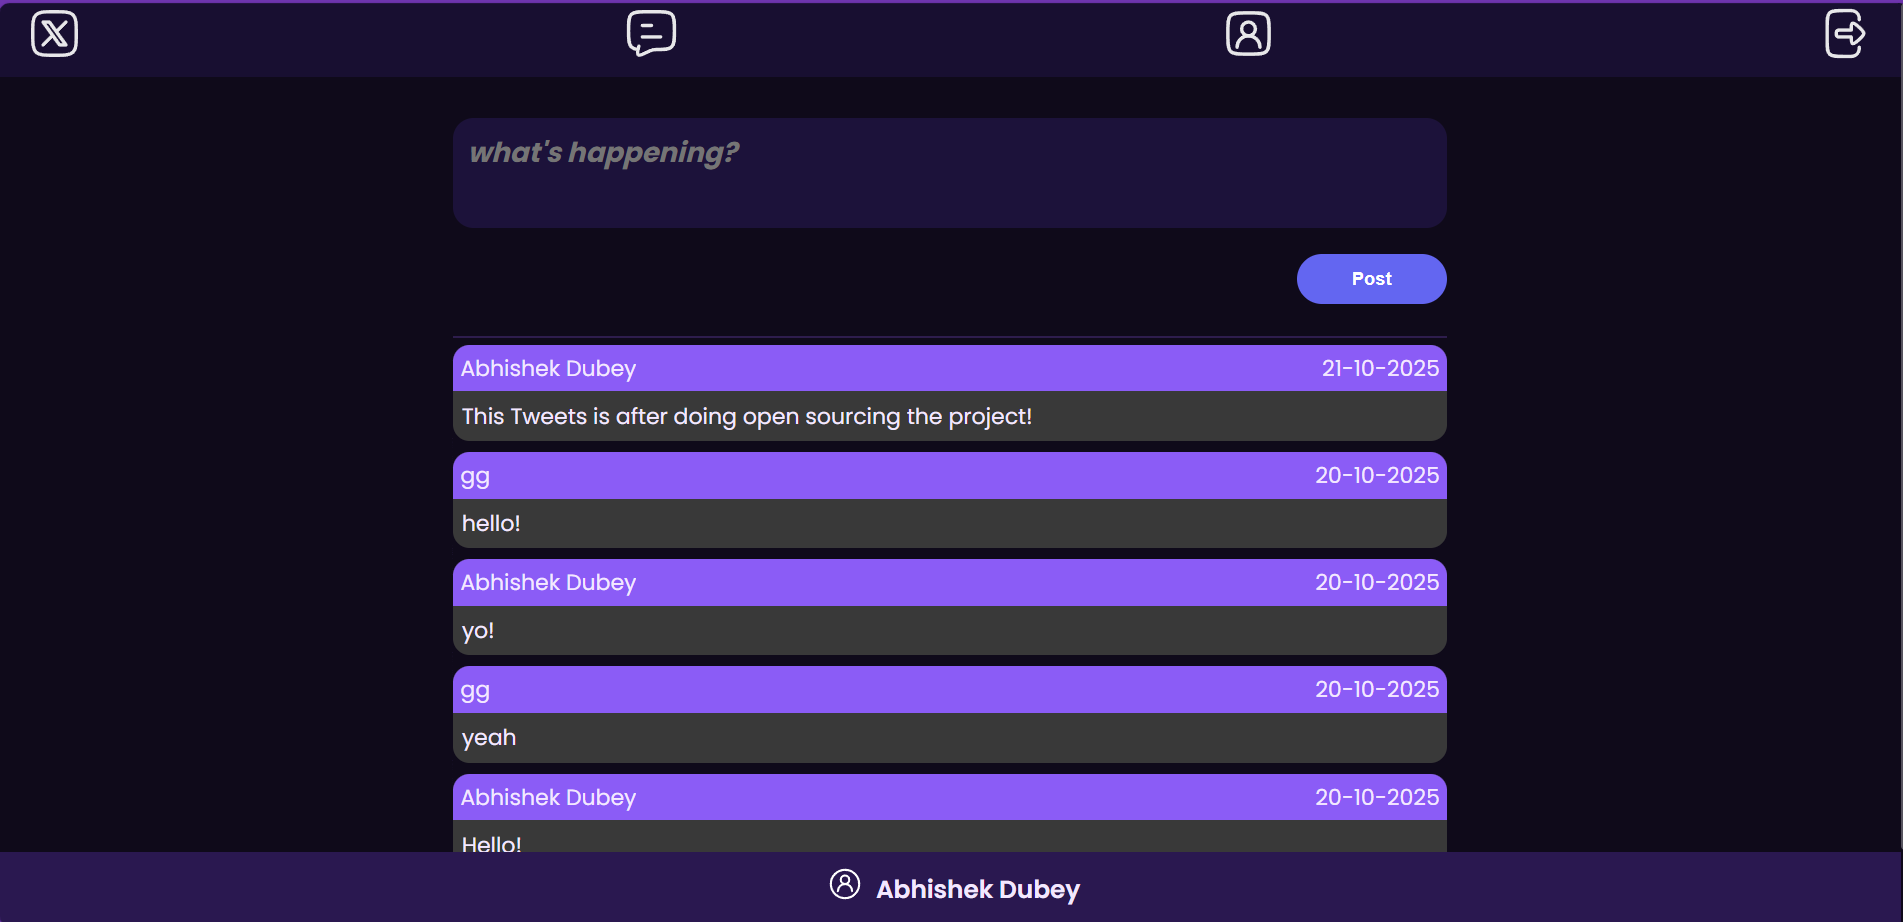 what's happening?
Post
Abhishek Dubey 21-10-2025
This Tweets is after doing open sourcing the project!
gg 20-10-2025
hello!
Abhishek Dubey 20-10-2025
yo!
gg 20-10-2025
yeah
Abhishek Dubey 20-10-2025
Hello!
Abhishek Dubey